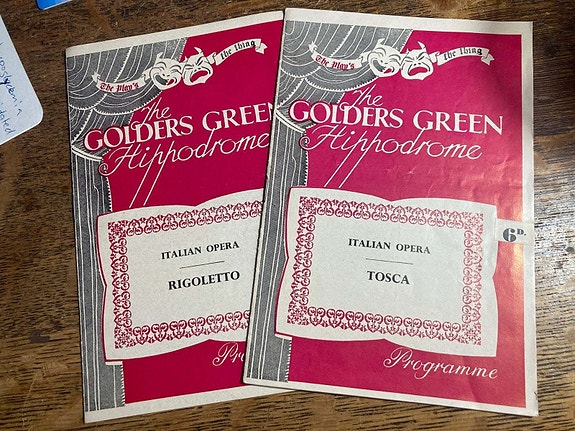 The Play's the thing
The
GOLDERS GREEN
Hippodrome
ITALIAN OPERA
RIGOLETTO
Pro
The Play's the thing
The
GOLDERS GREEN
Hippodrome
6D.
ITALIAN OPERA
TOSCA
Programme